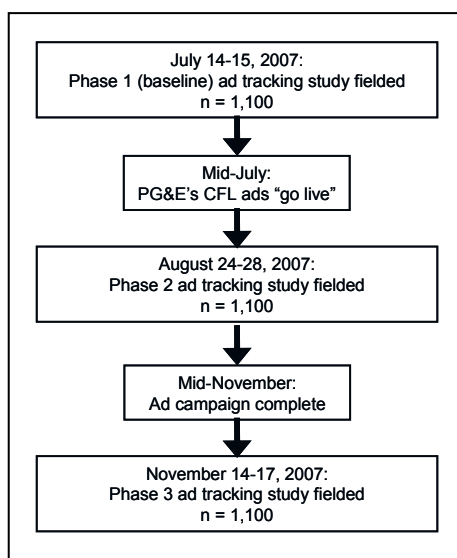 July 14-15, 2007:
Phase 1 (baseline) ad tracking study fielded
n = 1,100
Mid-July:
PG&E's CFL ads “go live”
August 24-28, 2007:
Phase 2 ad tracking study fielded
n = 1,100
Mid-November:
Ad campaign complete
November 14-17, 2007:
Phase 3 ad tracking study fielded
n = 1,100